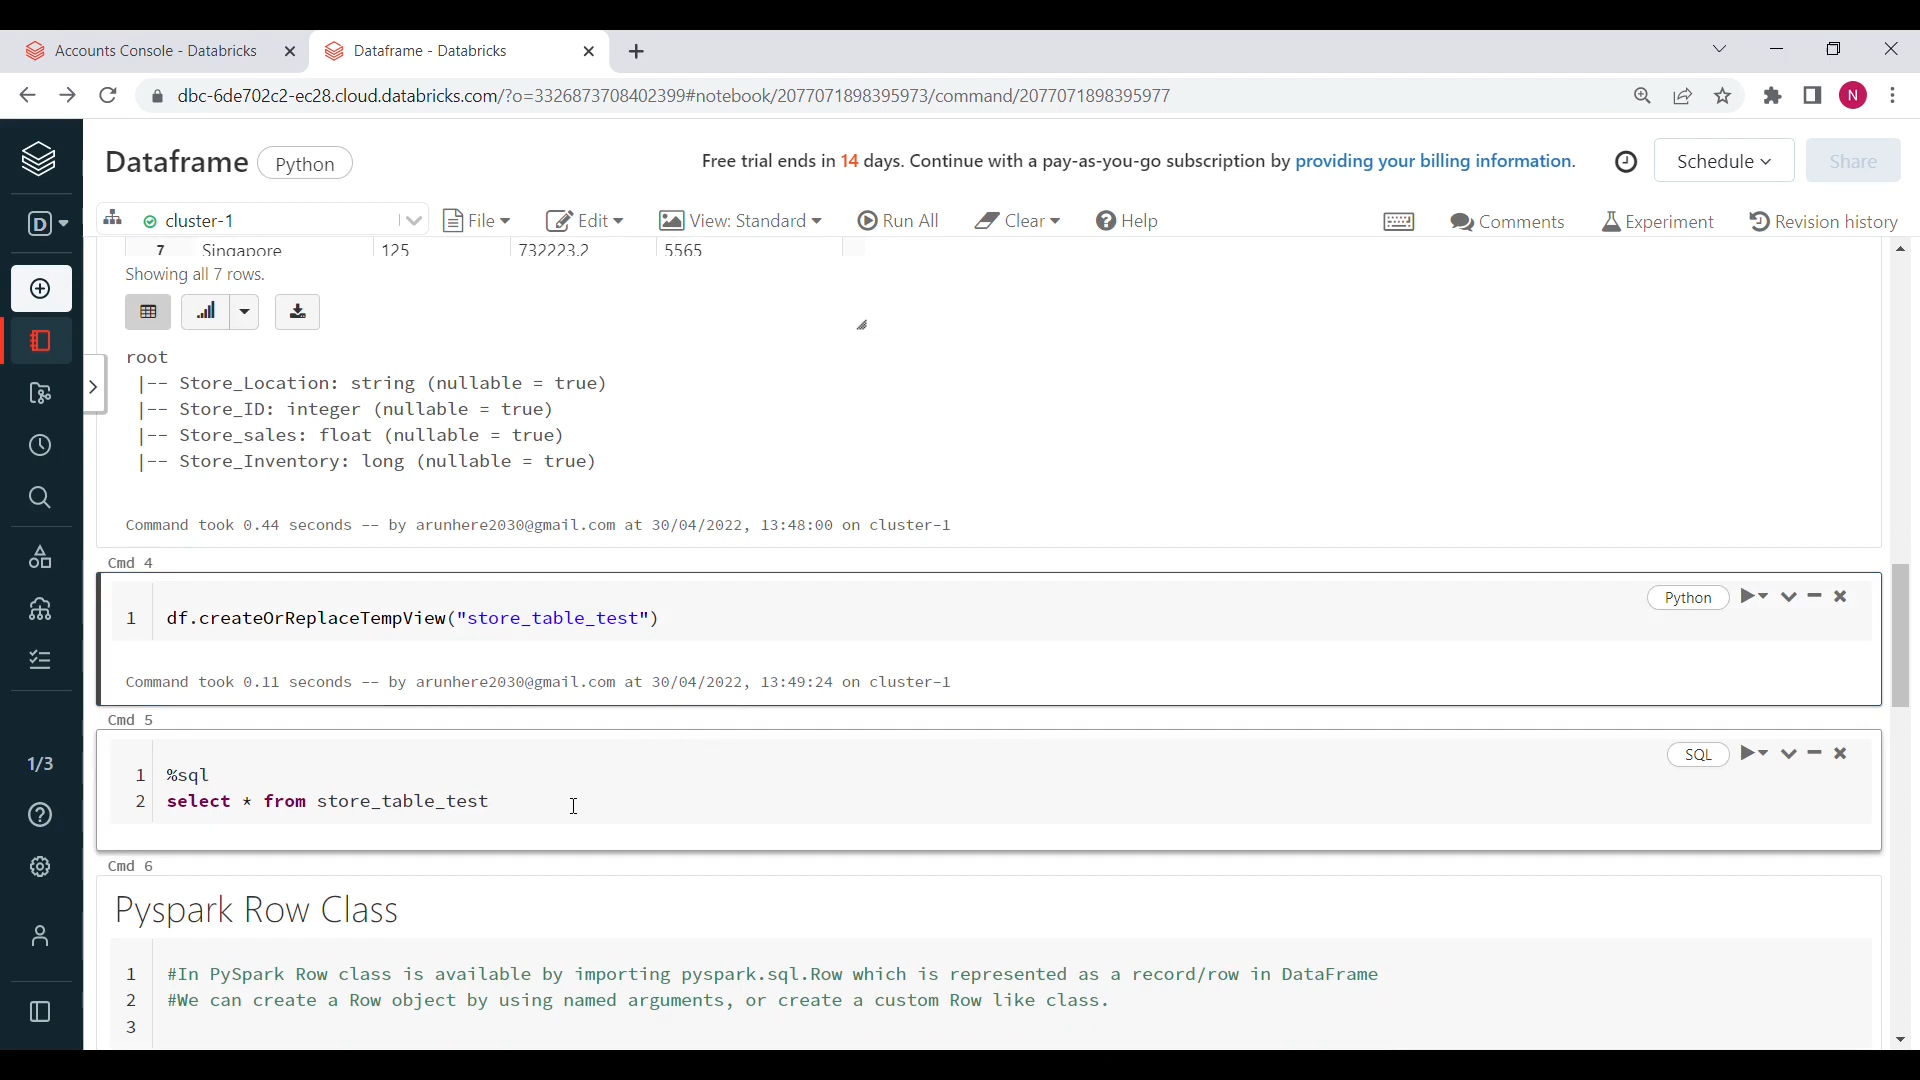 Accounts Console - Databricks
Dataframe - Databricks
dbc-6de702c2-ec28.cloud.databricks.com/?o=3326873708402399#notebook/2077071898395973/command/2077071898395977
N
Dataframe Python
Free trial ends in 14 days. Continue with a pay-as-you-go subscription by providing your billing information.
Schedule
Share
D
cluster-1
File
Edit
View: Standard
Run All
Clear
Help
Comments
Experiment
Revision history
7 Singapore 125 732223.2 5565
Showing all 7 rows.
root
|-- Store_Location: string (nullable = true)
|-- Store_ID: integer (nullable = true)
|-- Store_sales: float (nullable = true)
|-- Store_Inventory: long (nullable = true)
Command took 0.44 seconds -- by arunhere2030@gmail.com at 30/04/2022, 13:48:00 on cluster-1
Cmd 4
Python
1 df.createOrReplaceTempView("store_table_test")
Command took 0.11 seconds -- by arunhere2030@gmail.com at 30/04/2022, 13:49:24 on cluster-1
Cmd 5
SQL
1 %sql
2 select * from store_table_test
1/3
Cmd 6
Pyspark Row Class
1 #In PySpark Row class is available by importing pyspark.sql.Row which is represented as a record/row in DataFrame
2 #We can create a Row object by using named arguments, or create a custom Row like class.
3